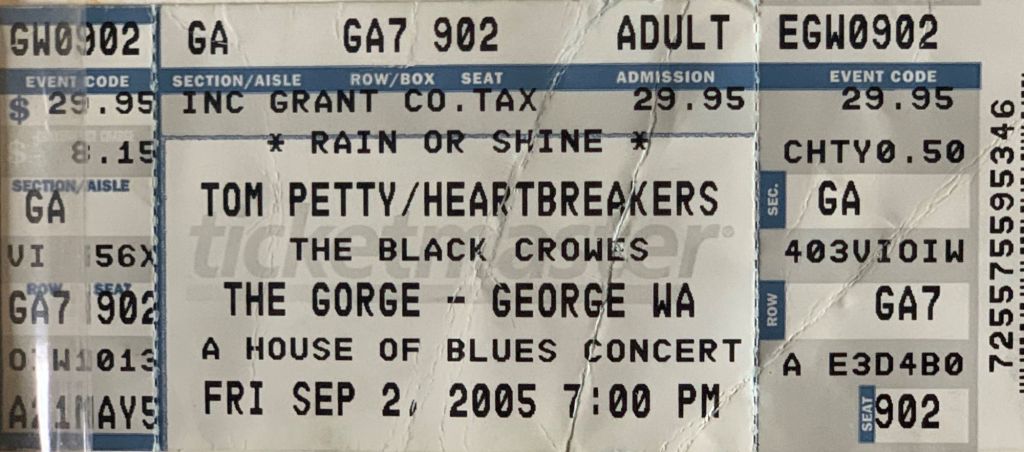 GW0902 GA GA7 902 ADULT EGW0902
EVENT CODE SECTION/AISLE ROW/BOX SEAT ADMISSION EVENT CODE
$ 29.95 INC GRANT CO.TAX 29.95 29.95
* RAIN OR SHINE *
8.15
CHTY0.50
SECTION/AISLE
GA
TOM PETTY/HEARTBREAKERS
SEC. GA
VI 56X
THE BLACK CROWES
ticketmaster®
403VIOIW
ROW SEAT
GA7 902
THE GORGE - GEORGE WA
ROW GA7
A HOUSE OF BLUES CONCERT
A E3D4B0
A21MAY5
FRI SEP 2, 2005 7:00 PM
SEAT 902
7255755595346